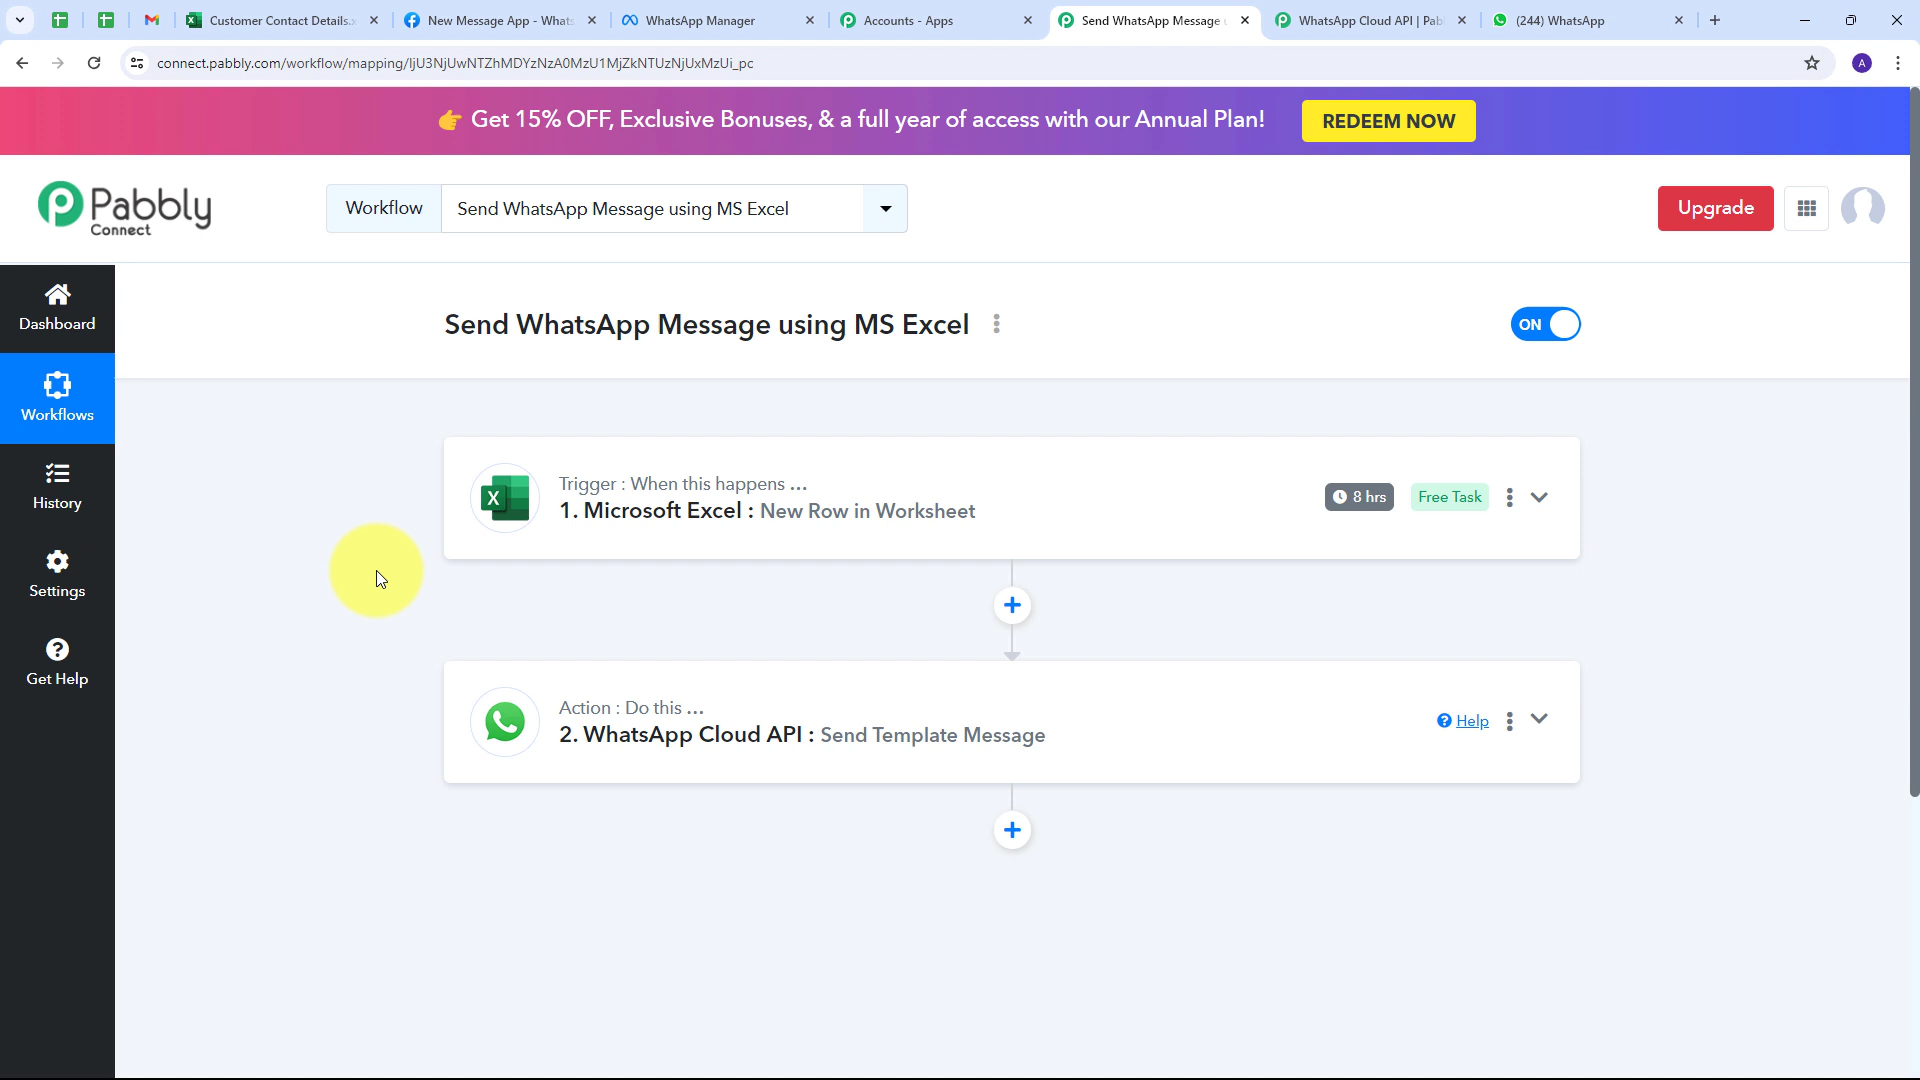 Customer Contact Details.
New Message App - Whats
WhatsApp Manager
Accounts - Apps
Send WhatsApp Message
WhatsApp Cloud API | Pab
(244) WhatsApp
connect.pabbly.com/workflow/mapping/IjU3NjUwNTZhMDYzNzA0MzU1MjZkNTUzNjUxMzUi_pc
A
Get 15% OFF, Exclusive Bonuses, & a full year of access with our Annual Plan!
REDEEM NOW
Pabbly
Connect
Workflow
Send WhatsApp Message using MS Excel
Upgrade
Dashboard
Workflows
History
Settings
Get Help
Send WhatsApp Message using MS Excel
ON
Trigger : When this happens ...
1. Microsoft Excel : New Row in Worksheet
8 hrs
Free Task
Action : Do this ...
2. WhatsApp Cloud API : Send Template Message
Help